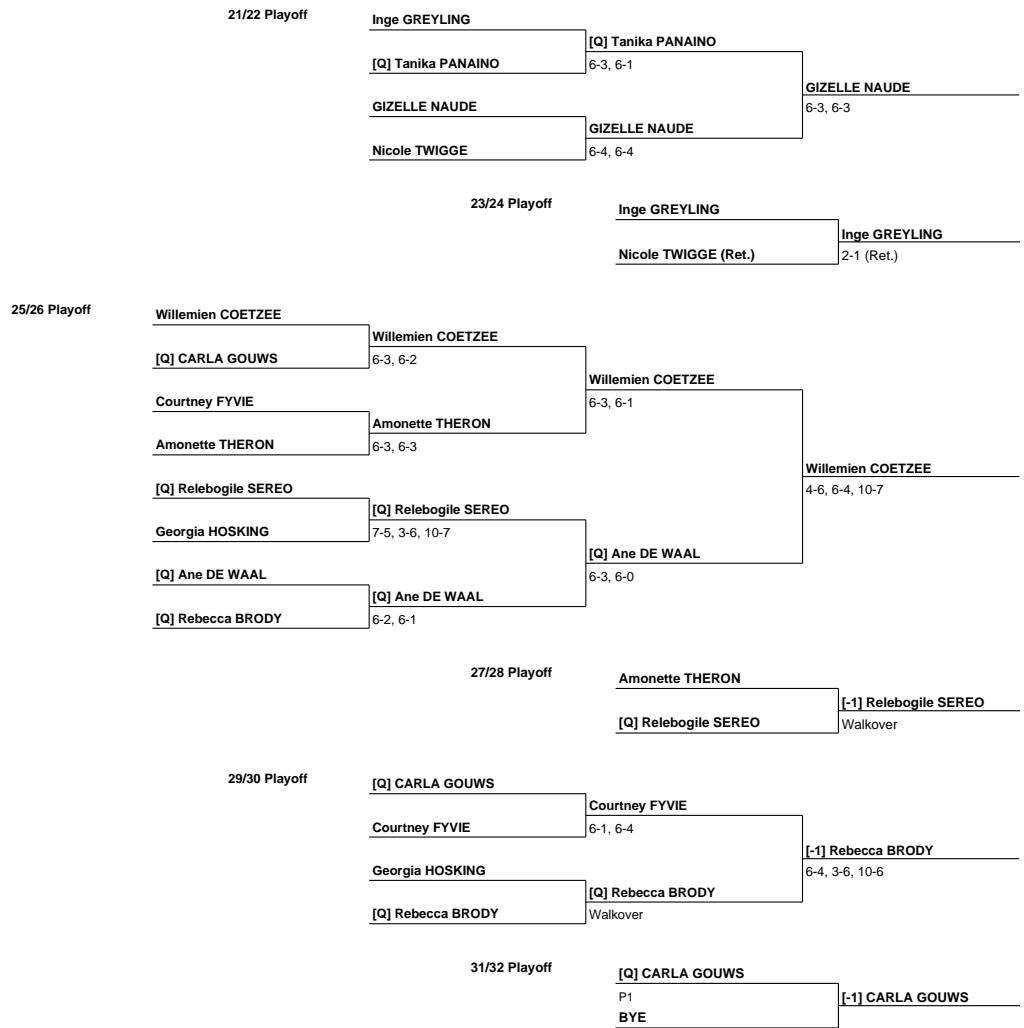 21/22 Playoff
Inge GREYLING
[Q] Tanika PANAINO
[Q] Tanika PANAINO
6-3, 6-1
GIZELLE NAUDE
6-3, 6-3
GIZELLE NAUDE
GIZELLE NAUDE
Nicole TWIGGE
6-4, 6-4
23/24 Playoff
Inge GREYLING
Inge GREYLING
Nicole TWIGGE (Ret.)
2-1 (Ret.)
25/26 Playoff
Willemien COETZEE
Willemien COETZEE
[Q] CARLA GOUWS
6-3, 6-2
Willemien COETZEE
6-3, 6-1
Courtney FYVIE
Amonette THERON
Amonette THERON
6-3, 6-3
Willemien COETZEE
4-6, 6-4, 10-7
[Q] Relebogile SEREO
[Q] Relebogile SEREO
Georgia HOSKING
7-5, 3-6, 10-7
[Q] Ane DE WAAL
6-3, 6-0
[Q] Ane DE WAAL
[Q] Ane DE WAAL
[Q] Rebecca BRODY
6-2, 6-1
27/28 Playoff
Amonette THERON
[-1] Relebogile SEREO
[Q] Relebogile SEREO
Walkover
29/30 Playoff
[Q] CARLA GOUWS
Courtney FYVIE
Courtney FYVIE
6-1, 6-4
[-1] Rebecca BRODY
6-4, 3-6, 10-6
Georgia HOSKING
[Q] Rebecca BRODY
[Q] Rebecca BRODY
Walkover
31/32 Playoff
[Q] CARLA GOUWS
P1
[-1] CARLA GOUWS
BYE